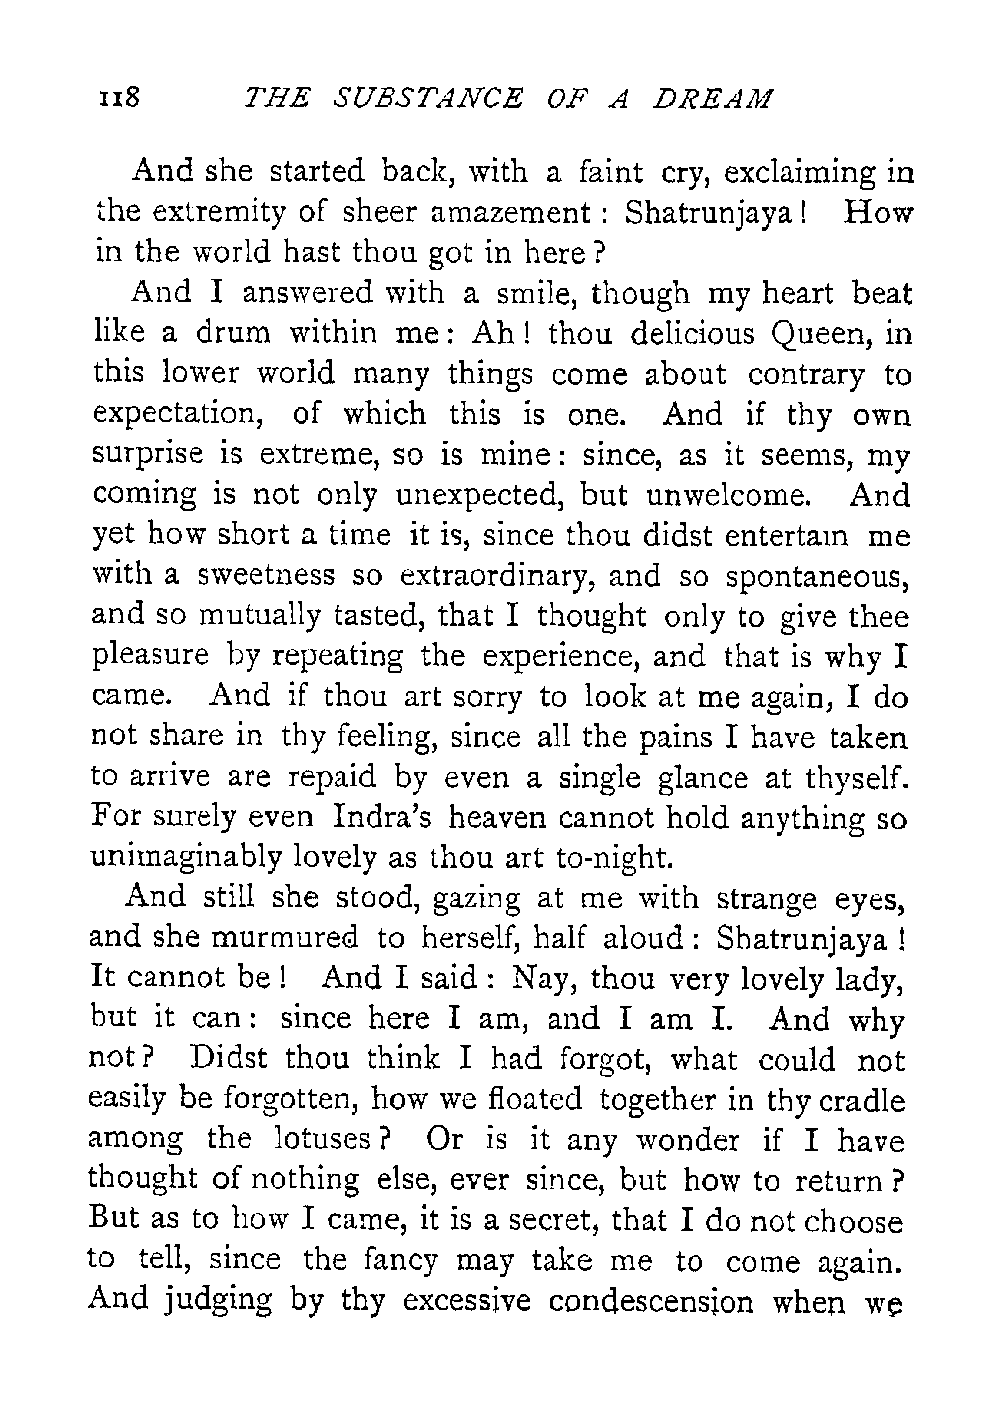 118 THE SUBSTANCE OF A DREAM
And she started back, with a faint cry, exclaiming in
the extremity of sheer amazement : Shatrunjaya ! How
in the world hast thou got in here ?
And I answered with a smile, though my heart beat
like a drum within me : Ah ! thou delicious Queen, in
this lower world many things come about contrary to
expectation, of which this is one. And if thy own
surprise is extreme, so is mine : since, as it seems, my
coming is not only unexpected, but unwelcome. And
yet how short a time it is, since thou didst entertain me
with a sweetness so extraordinary, and so spontaneous,
and so mutually tasted, that I thought only to give thee
pleasure by repeating the experience, and that is why I
came. And if thou art sorry to look at me again, I do
not share in thy feeling, since all the pains I have taken
to arrive are repaid by even a single glance at thyself.
For surely even Indra's heaven cannot hold anything so
unimaginably lovely as thou art to-night.
And still she stood, gazing at me with strange eyes,
and she murmured to herself, half aloud : Shatrunjaya !
It cannot be ! And I said : Nay, thou very lovely lady,
but it can : since here I am, and I am I. And why
not ? Didst thou think I had forgot, what could not
easily be forgotten, how we floated together in thy cradle
among the lotuses ? Or is it any wonder if I have
thought of nothing else, ever since, but how to return ?
But as to how I came, it is a secret, that I do not choose
to tell, since the fancy may take me to come again.
And judging by thy excessive condescension when we